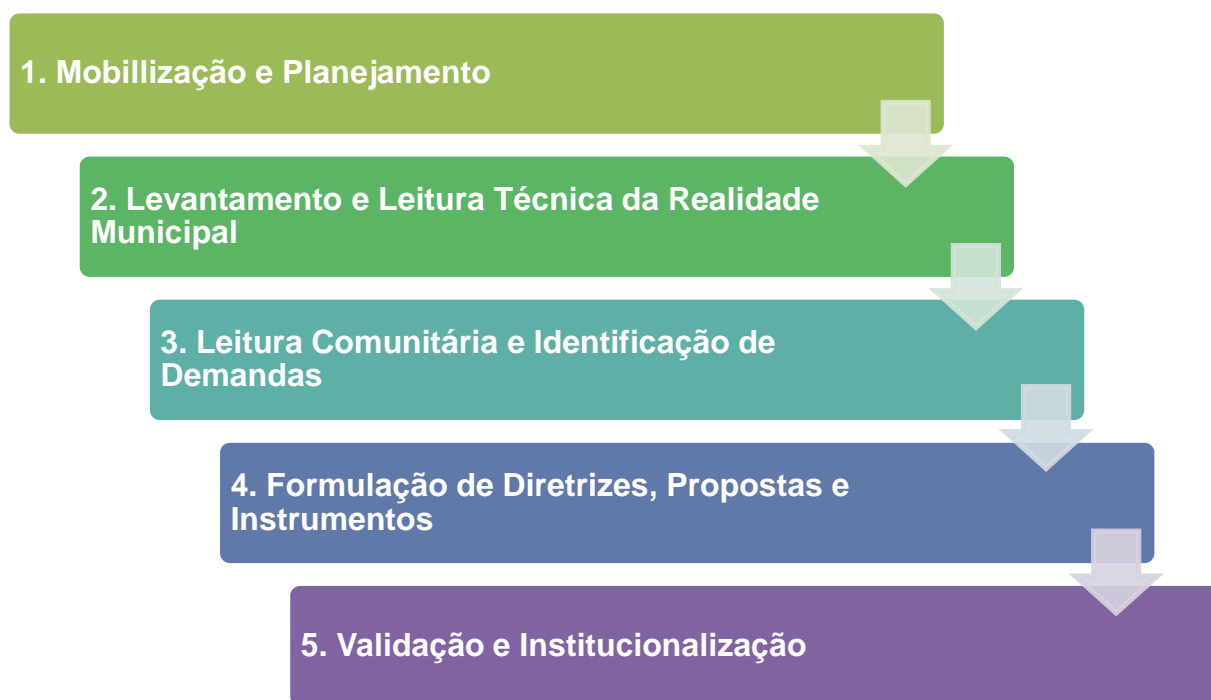 1. Mobillização e Planejamento
2. Levantamento e Leitura Técnica da Realidade
Municipal
3. Leitura Comunitária e Identificação de
Demandas
4. Formulação de Diretrizes, Propostas e
Instrumentos
5. Validação e Institucionalização